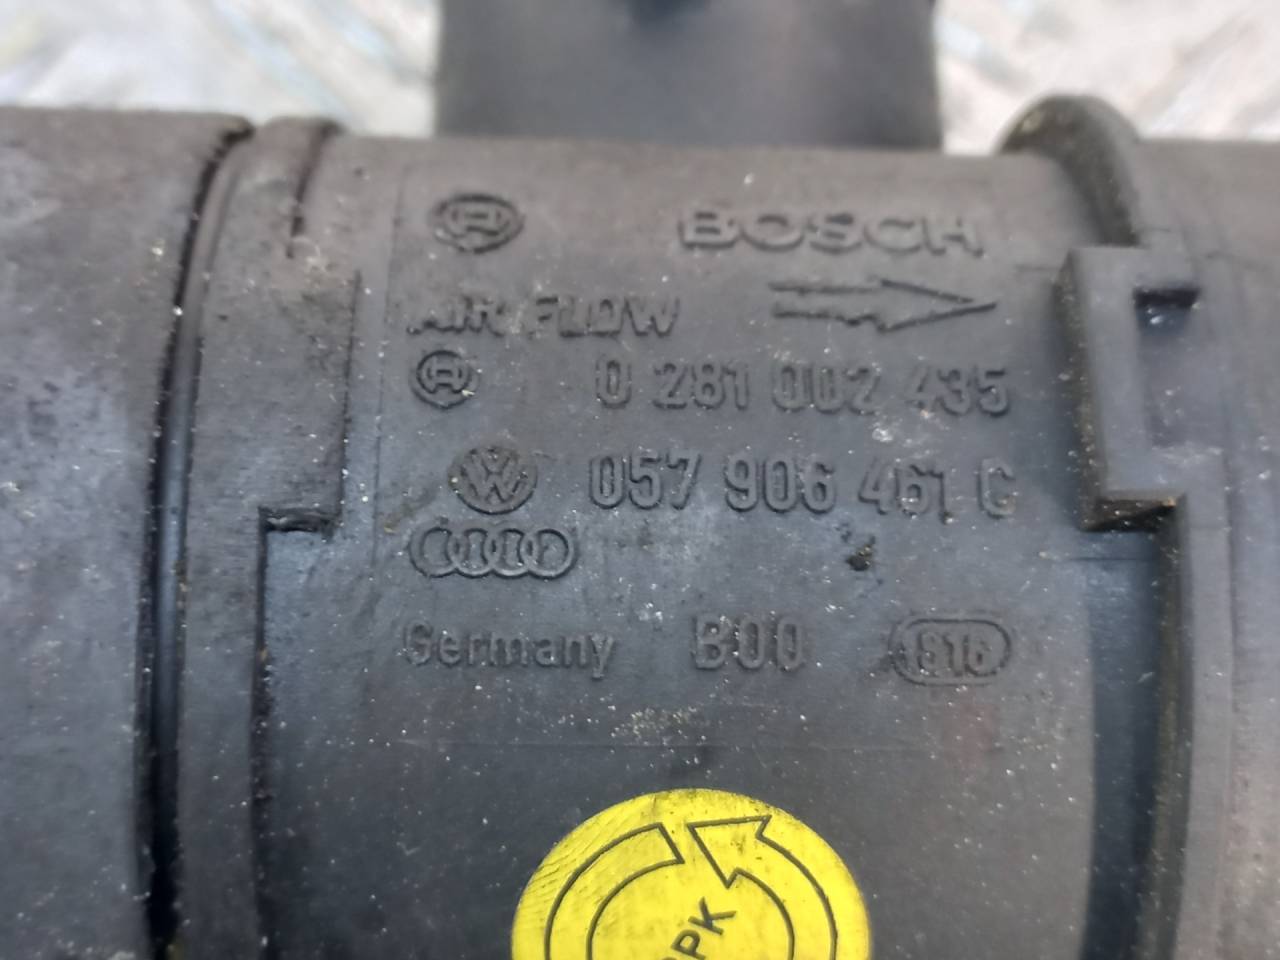 BOSCH
AIR FLOW
0 281 002 435
057 906 461 C
Germany B00